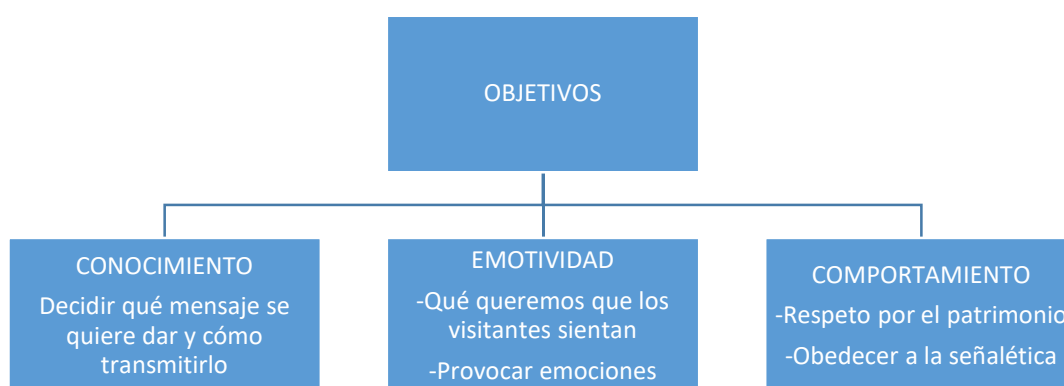 OBJETIVOS
CONOCIMIENTO
Decidir qué mensaje se
quiere dar y cómo
transmitirlo
EMOTIVIDAD
-Qué queremos que los
visitantes sientan
-Provocar emociones
COMPORTAMIENTO
-Respeto por el patrimonio
-Obedecer a la señalética